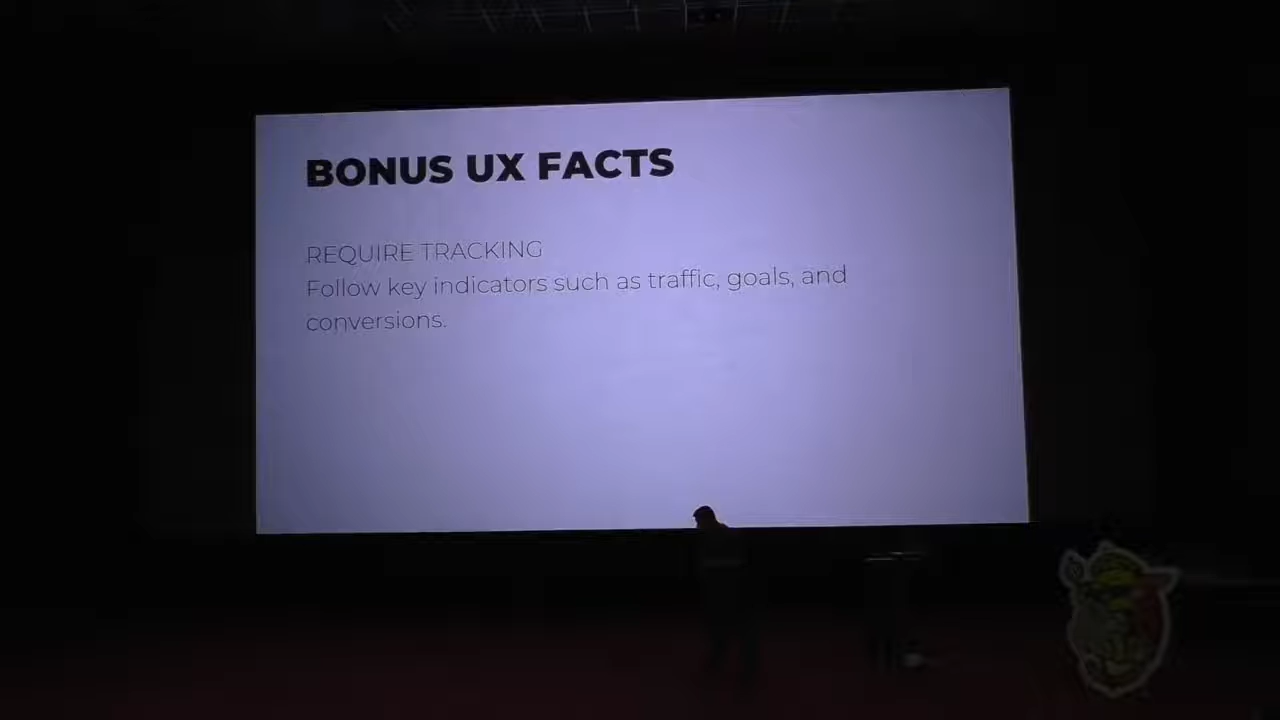 BONUS UX FACTS
REQUIRE TRACKING
Follow key indicators such as traffic, goals, and
conversions.